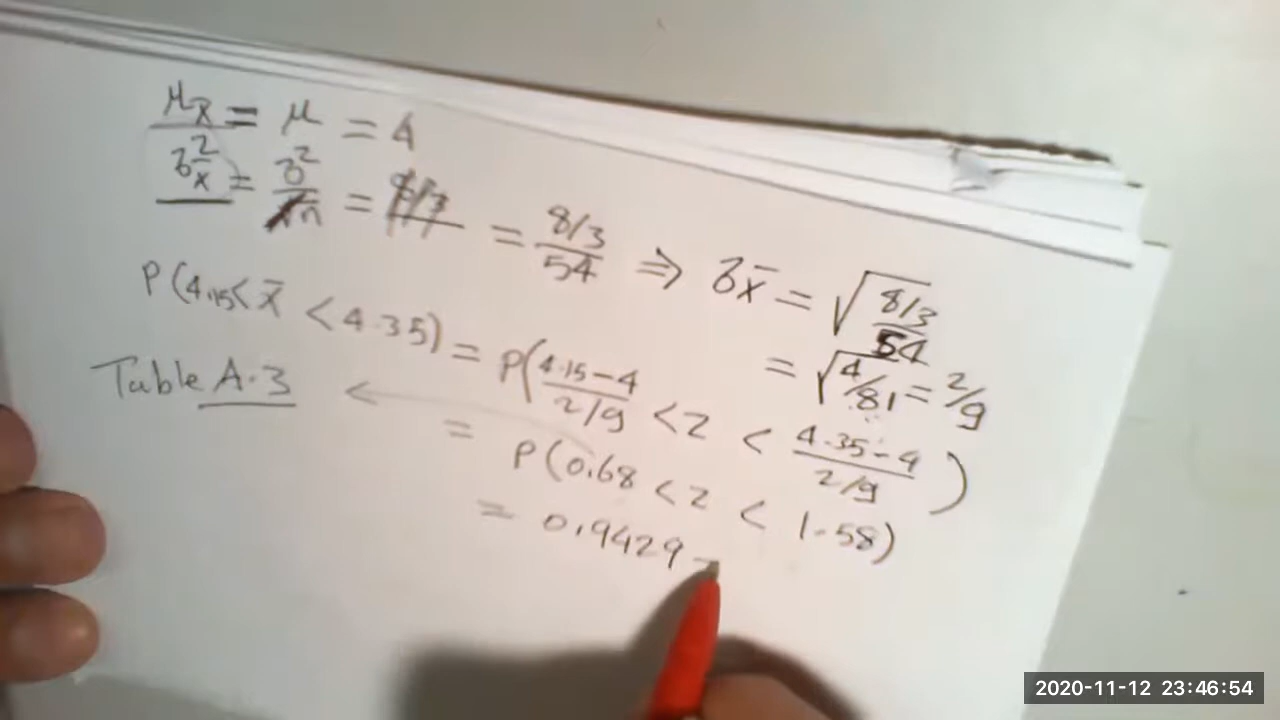 μx̄ = μ = 4
σ²x̄ = σ²/n = = 8/3/54 ⇒ σx̄ = √(8/3/54)
= √(4/81) = 2/9
P(4.15 < x̄ < 4.35) = P((4.15-4)/(2/9) < Z < (4.35-4)/(2/9))
Table A.3 ←
= P(0.68 < Z < 1.58)
= 0.9429 -
2020-11-12 23:46:54